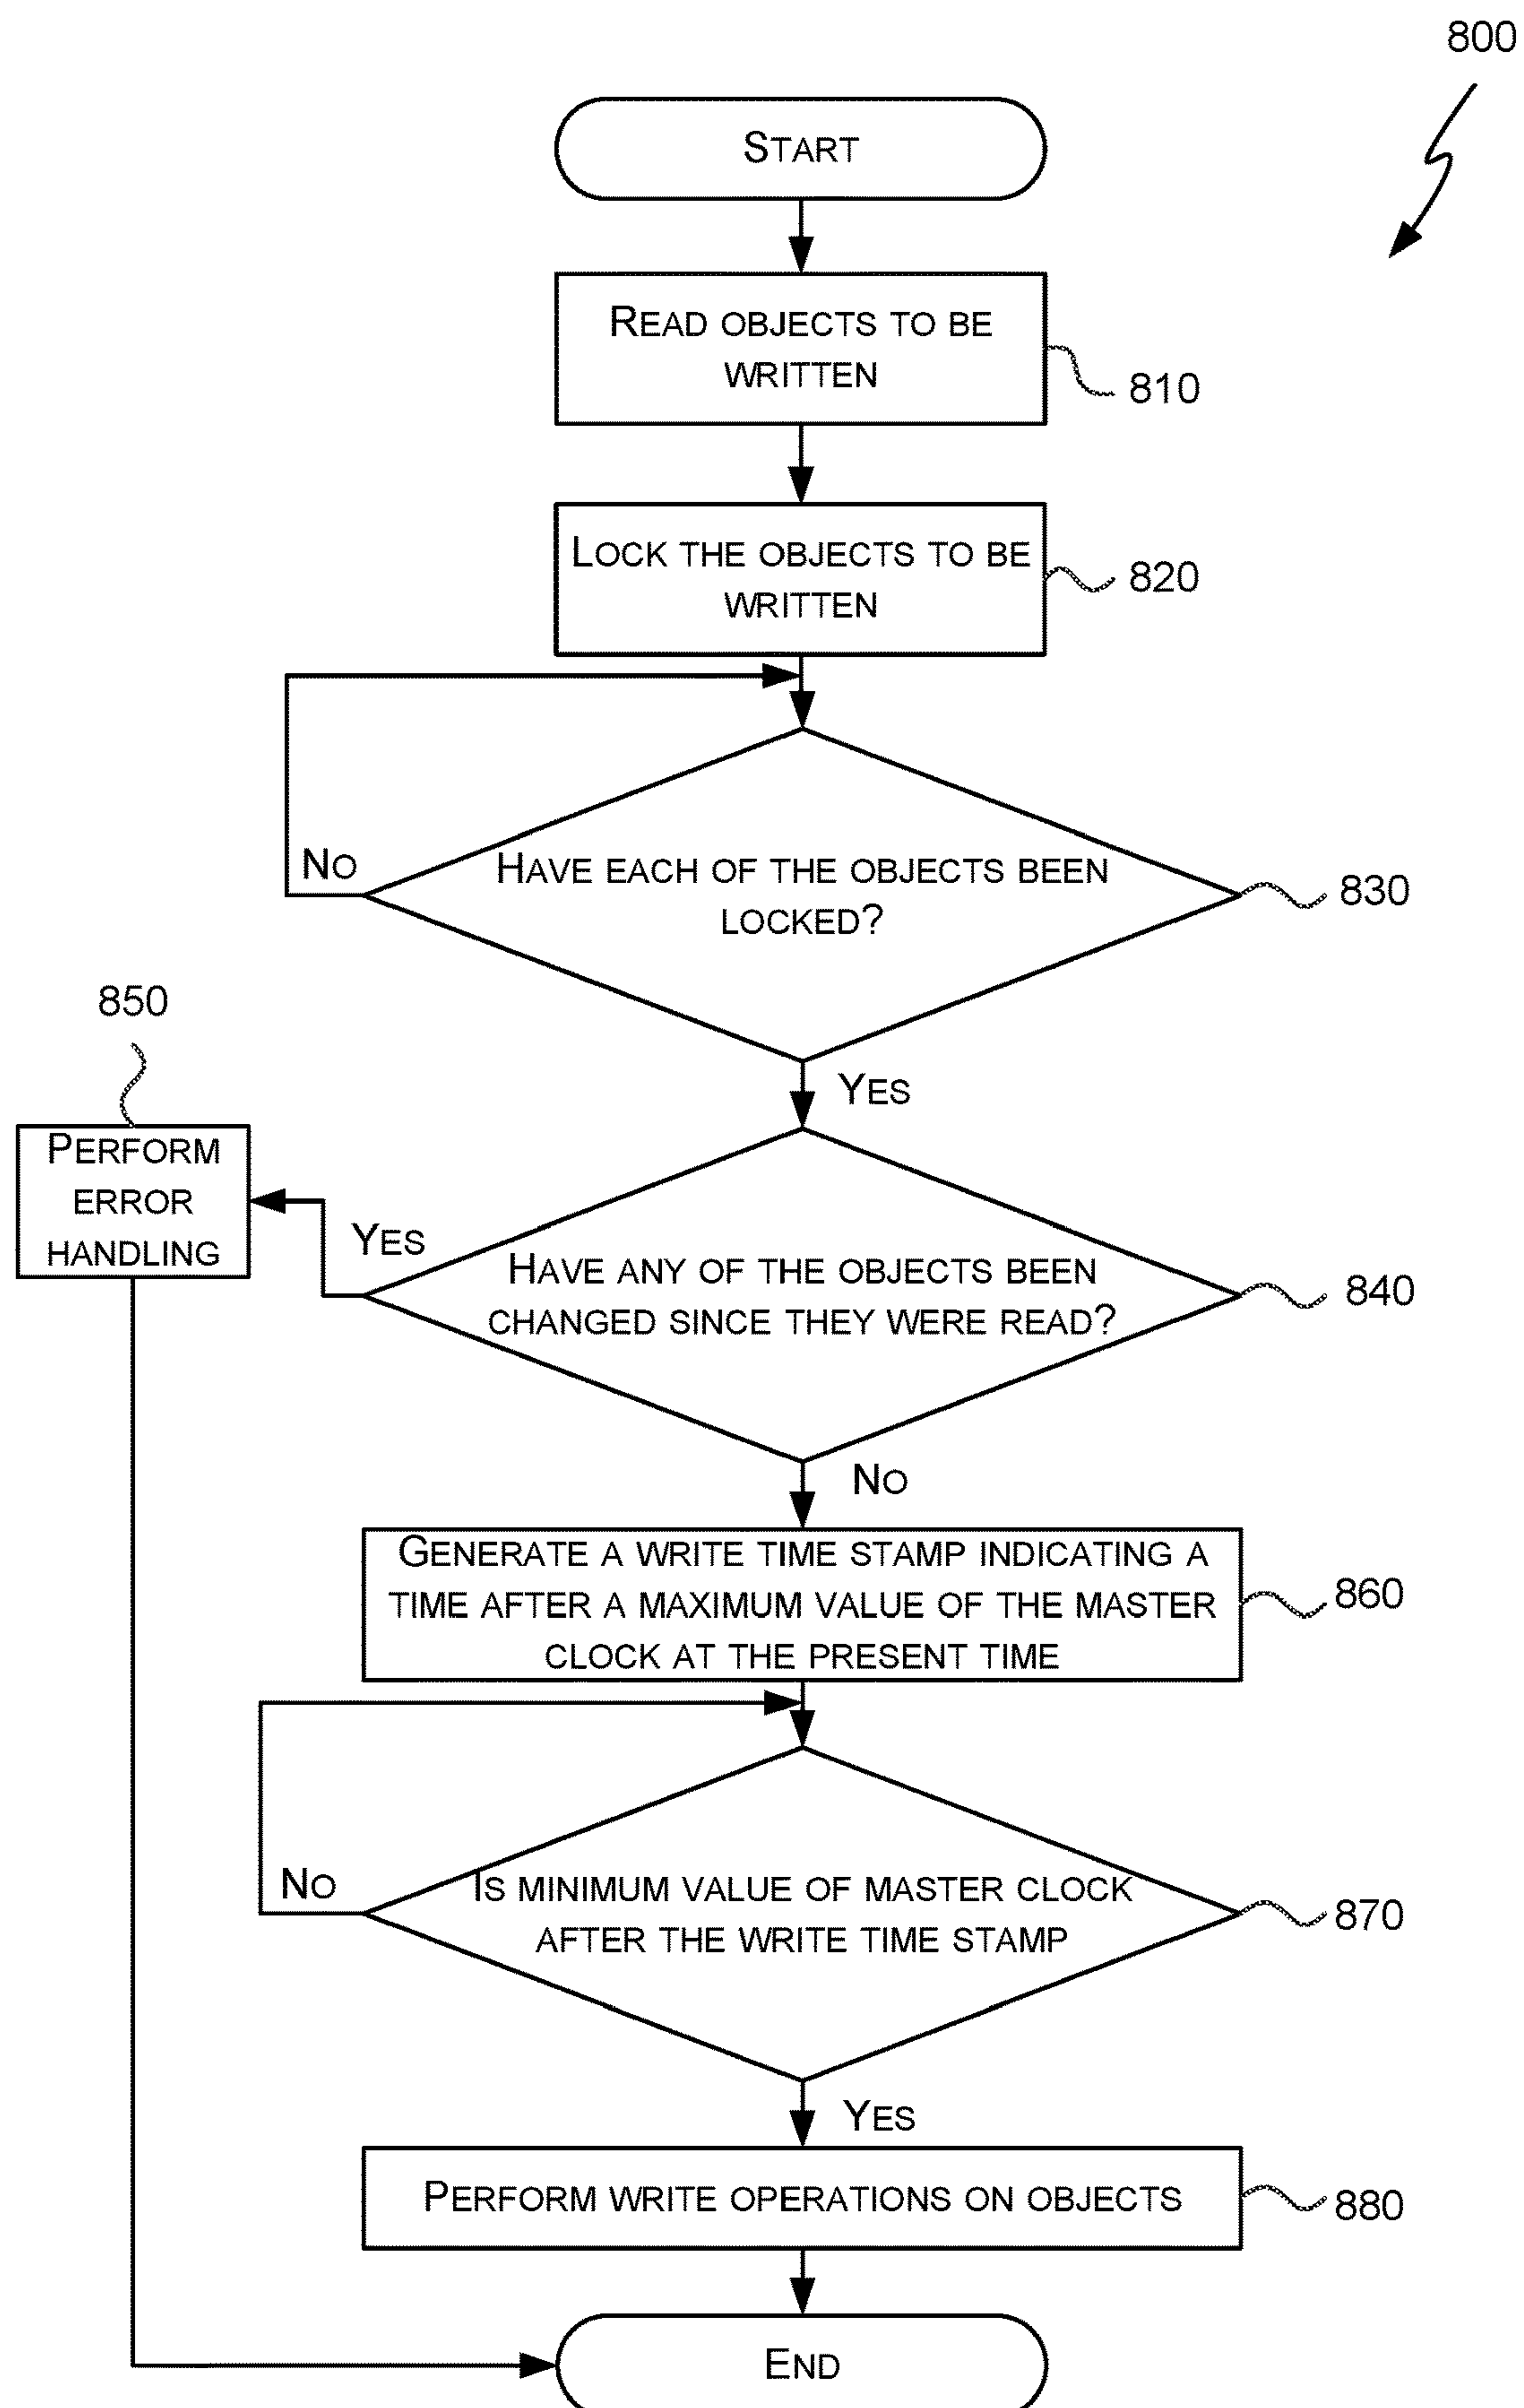 800
START
READ OBJECTS TO BE
WRITTEN
810
LOCK THE OBJECTS TO BE
WRITTEN
820
HAVE EACH OF THE OBJECTS BEEN
LOCKED?
830
NO
YES
850
PERFORM
ERROR
HANDLING
YES
HAVE ANY OF THE OBJECTS BEEN
CHANGED SINCE THEY WERE READ?
840
NO
GENERATE A WRITE TIME STAMP INDICATING A
TIME AFTER A MAXIMUM VALUE OF THE MASTER
CLOCK AT THE PRESENT TIME
860
NO
IS MINIMUM VALUE OF MASTER CLOCK
AFTER THE WRITE TIME STAMP
870
YES
PERFORM WRITE OPERATIONS ON OBJECTS
880
END